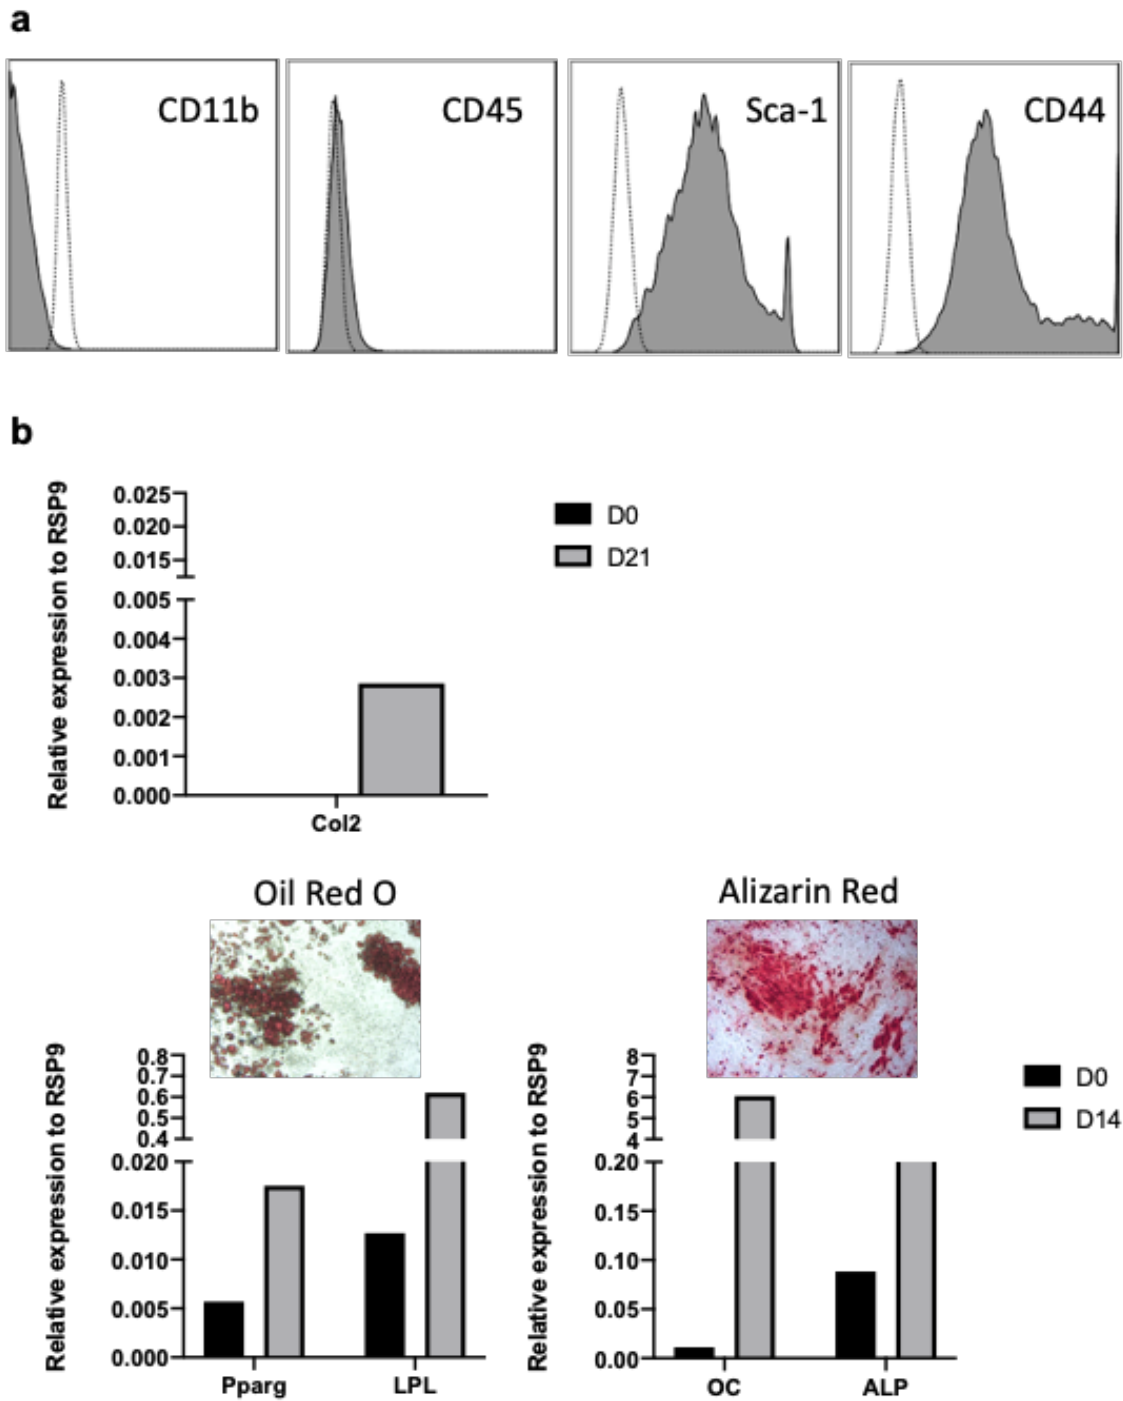 a
CD11b
CD45
Sca-1
CD44
b
Relative expression to RSP9
0.025
0.020
0.015
0.005
0.004
0.003
0.002
0.001
0.000
Col2
D0
D21
Oil Red O
Relative expression to RSP9
0.8
0.7
0.6
0.5
0.4
0.020
0.015
0.010
0.005
0.000
Pparg
LPL
Alizarin Red
Relative expression to RSP9
8
7
6
5
4
0.20
0.15
0.10
0.05
0.00
OC
ALP
D0
D14